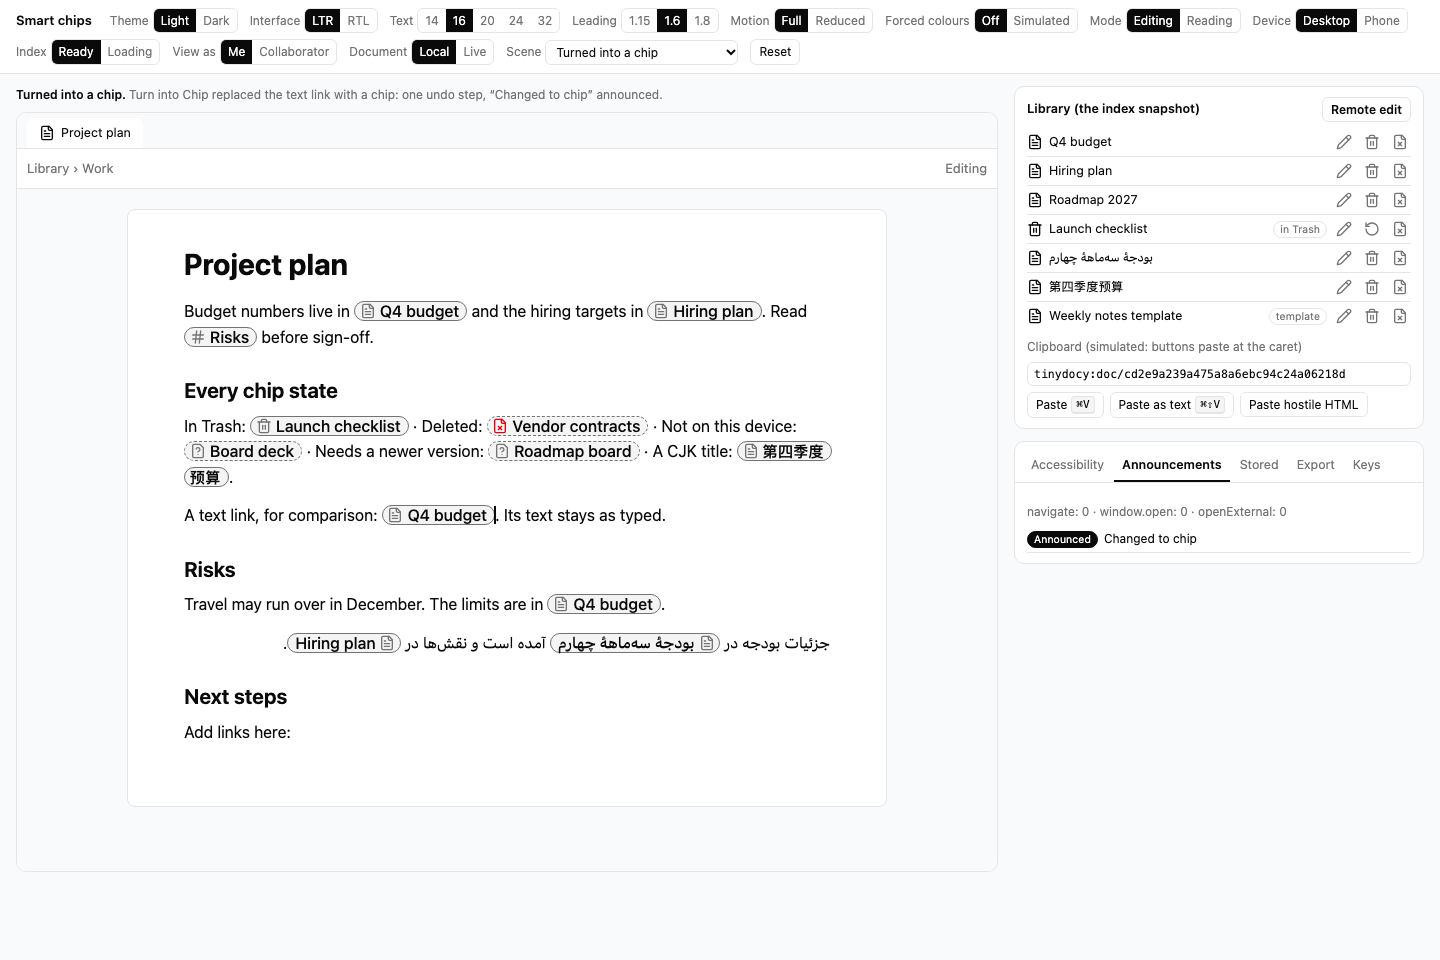 Smart chips Theme Light Dark Interface LTR RTL Text 14 16 20 24 32 Leading 1.15 1.6 1.8 Motion Full Reduced Forced colours Off Simulated Mode Editing Reading Device Desktop Phone
Index Ready Loading View as Me Collaborator Document Local Live Scene Turned into a chip Reset
Turned into a chip. Turn into Chip replaced the text link with a chip: one undo step, “Changed to chip” announced.
Project plan
Library › Work
Editing
Project plan
Budget numbers live in Q4 budget and the hiring targets in Hiring plan. Read
# Risks before sign-off.
Every chip state
In Trash: Launch checklist · Deleted: Vendor contracts · Not on this device:
Board deck · Needs a newer version: Roadmap board · A CJK title: 第四季度
预算.
A text link, for comparison: Q4 budget. Its text stays as typed.
Risks
Travel may run over in December. The limits are in Q4 budget.
جزئیات بودجه در بودجهٔ سه‌ماههٔ چهارم آمده است و نقش‌ها در Hiring plan.
Next steps
Add links here:
Library (the index snapshot) Remote edit
Q4 budget
Hiring plan
Roadmap 2027
Launch checklist in Trash
بودجهٔ سه‌ماههٔ چهارم
第四季度预算
Weekly notes template template
Clipboard (simulated: buttons paste at the caret)
tinydocy:doc/cd2e9a239a475a8a6ebc94c24a06218d
Paste ⌘V Paste as text ⌘⇧V Paste hostile HTML
Accessibility Announcements Stored Export Keys
navigate: 0 · window.open: 0 · openExternal: 0
Announced Changed to chip